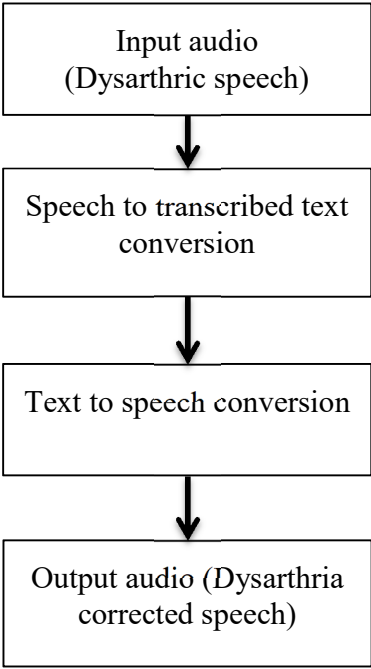 Input audio
(Dysarthric speech)
Speech to transcribed text
conversion
Text to speech conversion
Output audio (Dysarthria
corrected speech)